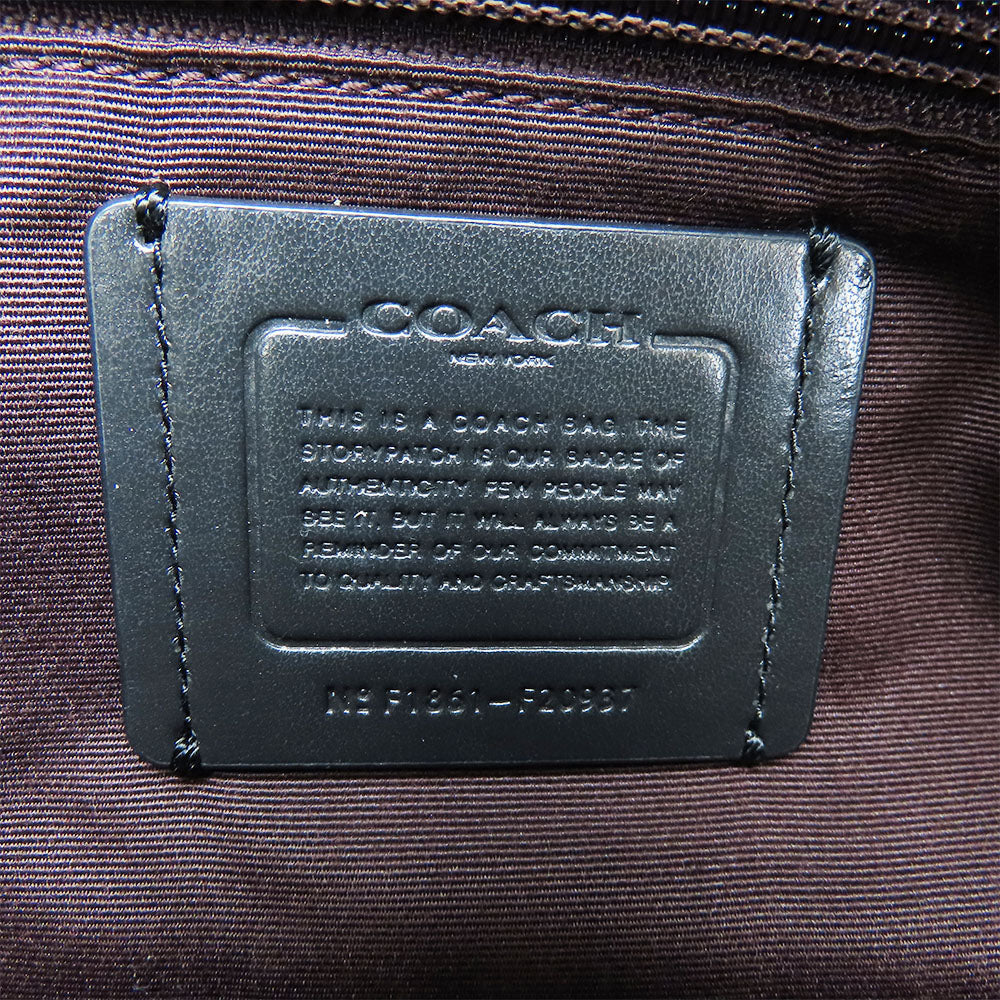 COACH
NEW YORK
THIS IS A COACH BAG. THE
STORYPATCH IS OUR BADGE OF
AUTHENTICITY. FEW PEOPLE MAY
SEE IT, BUT IT WILL ALWAYS BE A
REMINDER OF OUR COMMITMENT
TO QUALITY AND CRAFTSMANSHIP.
Nº F1861-F20967